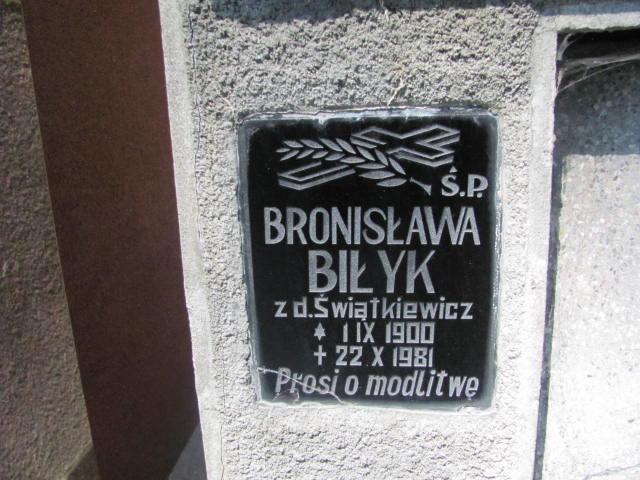 Ś.P.
BRONISŁAWA
BIŁYK
z d. Świątkiewicz
* 1 IX 1900
+ 22 X 1981
Prosi o modlitwę